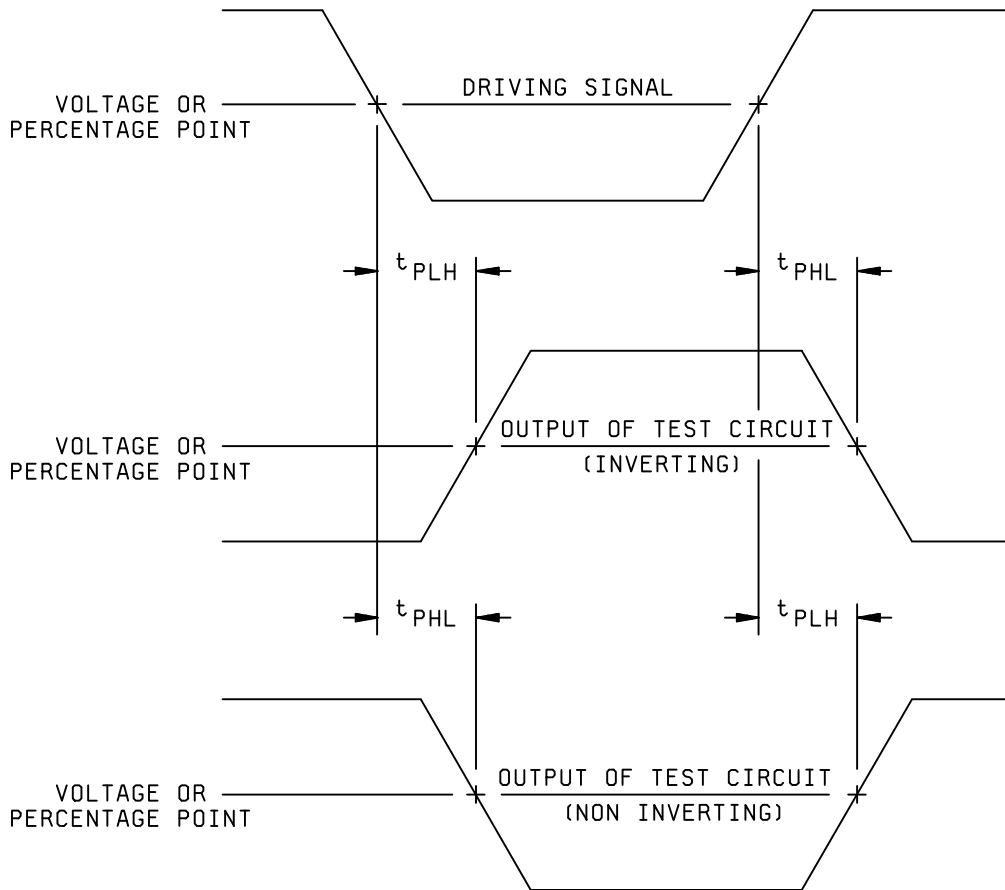 DRIVING SIGNAL
VOLTAGE OR
PERCENTAGE POINT
tPLH
tPHL
OUTPUT OF TEST CIRCUIT
VOLTAGE OR
(INVERTING)
PERCENTAGE POINT
tPHL
tPLH
OUTPUT OF TEST CIRCUIT
VOLTAGE OR
(NON INVERTING)
PERCENTAGE POINT